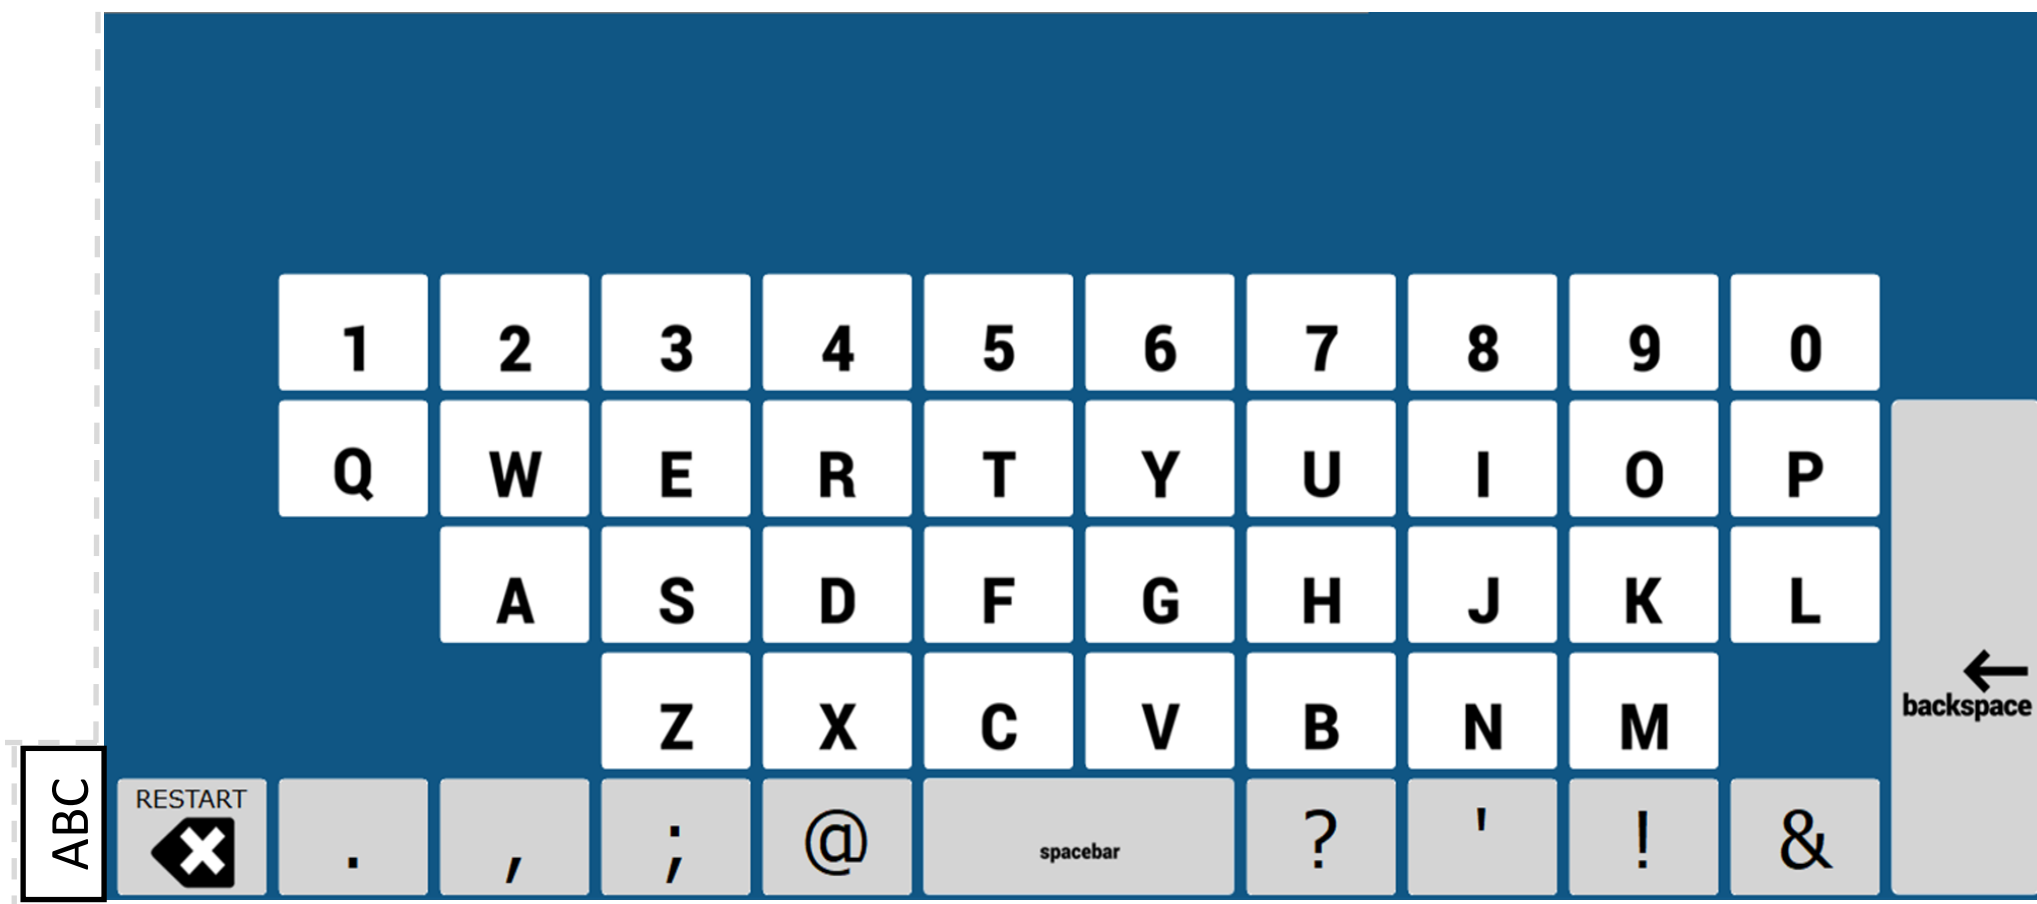 1 2 3 4 5 6 7 8 9 0
Q W E R T Y U I O P
A S D F G H J K L
Z X C V B N M
backspace
ABC
RESTART . , ; @ spacebar ? ' ! &